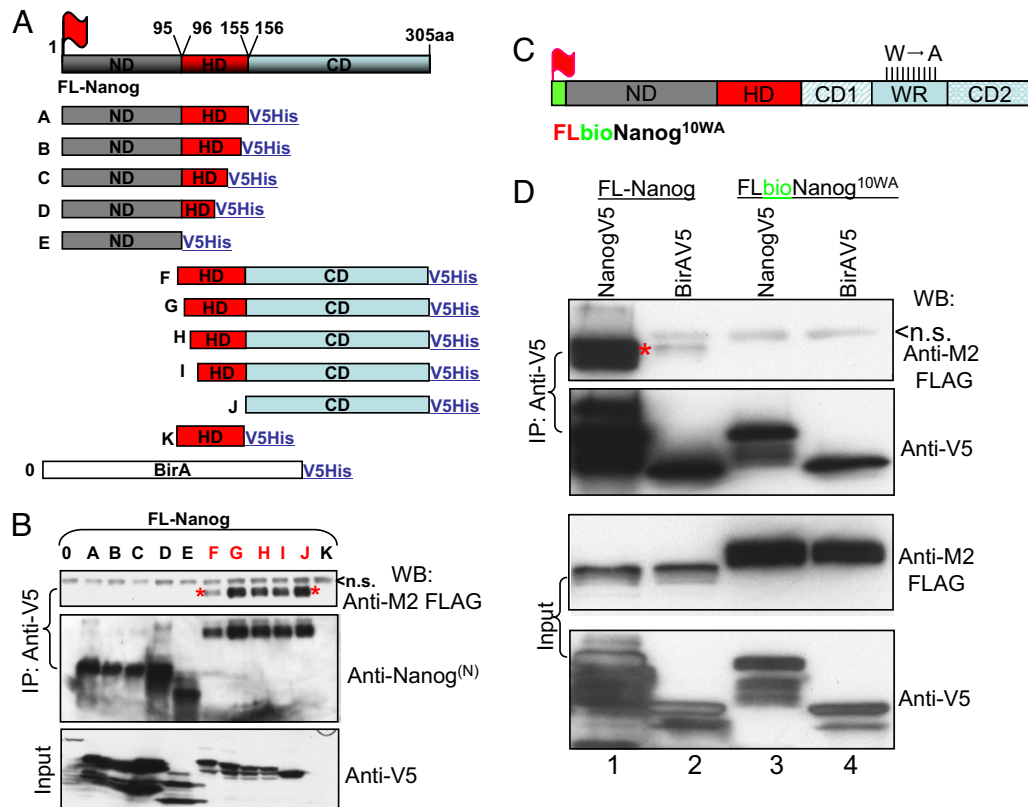 A
1
95
96
155
156
305aa
ND
HD
CD
FL-Nanog
A ND HD V5His
B ND HD V5His
C ND HD V5His
D ND HD V5His
E ND V5His
F HD CD V5His
G HD CD V5His
H HD CD V5His
I HD CD V5His
J CD V5His
K HD V5His
0 BirA V5His
B
FL-Nanog
0 A B C D E F G H I J K
IP: Anti-V5
* *
<n.s.
WB:
Anti-M2 FLAG
Anti-Nanog(N)
Input
Anti-V5
C
W→A
ND HD CD1 WR CD2
FLbioNanog10WA
D
FL-Nanog
FLbioNanog10WA
NanogV5
BirAV5
NanogV5
BirAV5
WB:
IP: Anti-V5
*
<n.s.
Anti-M2
FLAG
Anti-V5
Input
Anti-M2
FLAG
Anti-V5
1 2 3 4